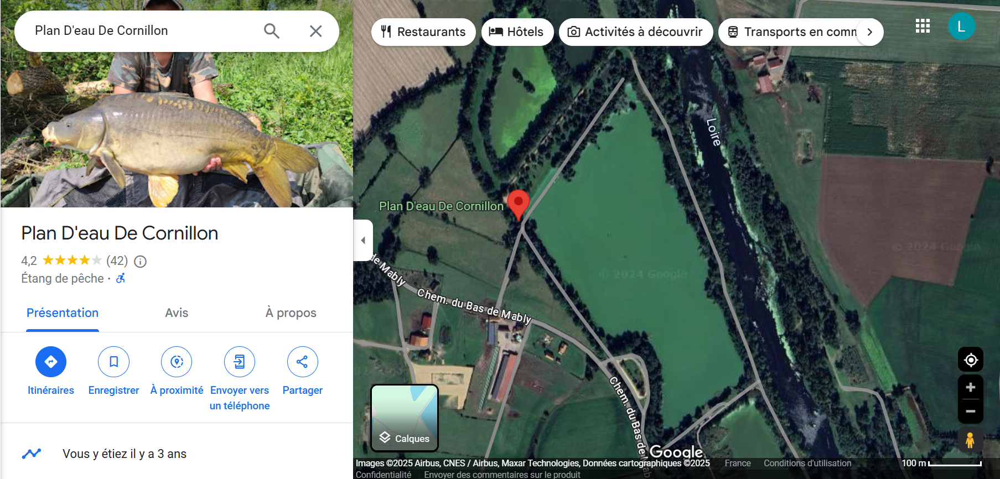 Plan D'eau De Cornillon
Restaurants
Hôtels
Activités à découvrir
Transports en comm
L
Plan D'eau De Cornillon
4,2 (42)
Étang de pêche ·
Présentation
Avis
À propos
Itinéraires
Enregistrer
À proximité
Envoyer vers
un téléphone
Partager
Vous y étiez il y a 3 ans
Loire
Plan D'eau De Cornillon
© 2024 Google
© 2024 Google
de Mably
Chem. du Bas de Mably
Chem. du Bas de Mab
Calques
Google
Images ©2025 Airbus, CNES / Airbus, Maxar Technologies, Données cartographiques ©2025
France
Conditions d'utilisation
100 m
Confidentialité
Envoyer des commentaires sur le produit